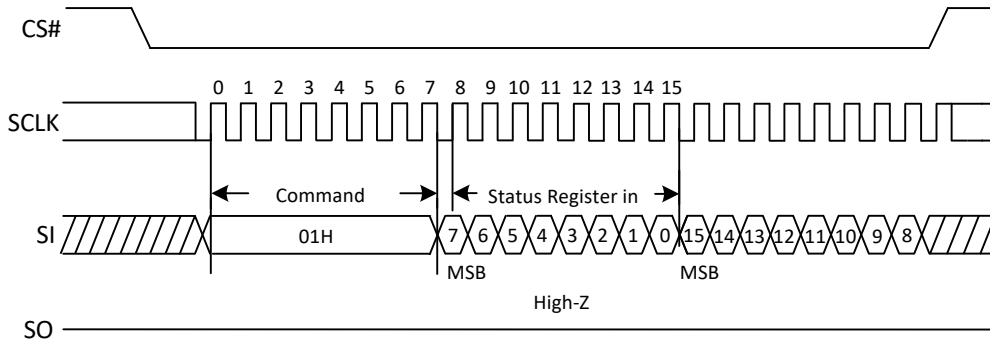 CS#
0 1 2 3 4 5 6 7 8 9 10 11 12 13 14 15
SCLK
Command Status Register in
SI 01H 7 6 5 4 3 2 1 0 15 14 13 12 11 10 9 8
MSB MSB
High-Z
SO